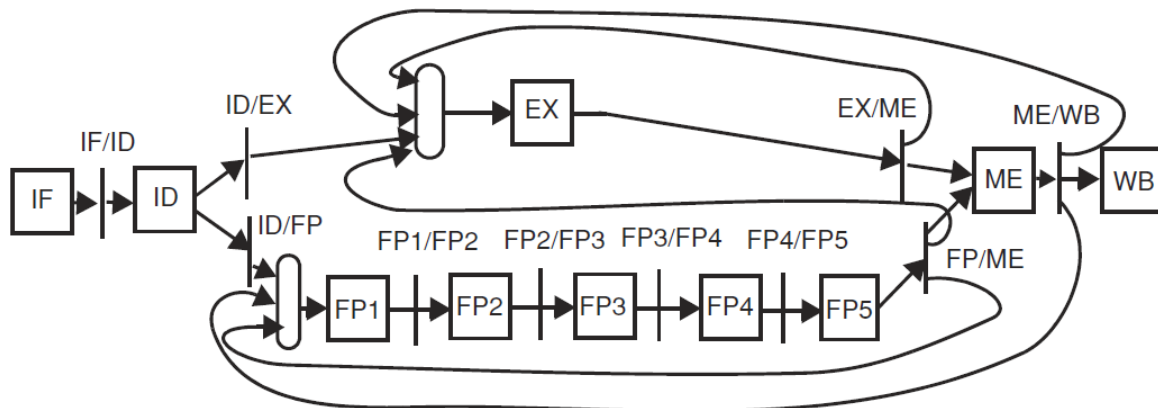 ID/EX
IF/ID
EX
EX/ME
ME/WB
IF
ID
ME
WB
ID/FP
FP1/FP2
FP2/FP3
FP3/FP4
FP4/FP5
FP/ME
FP1
FP2
FP3
FP4
FP5